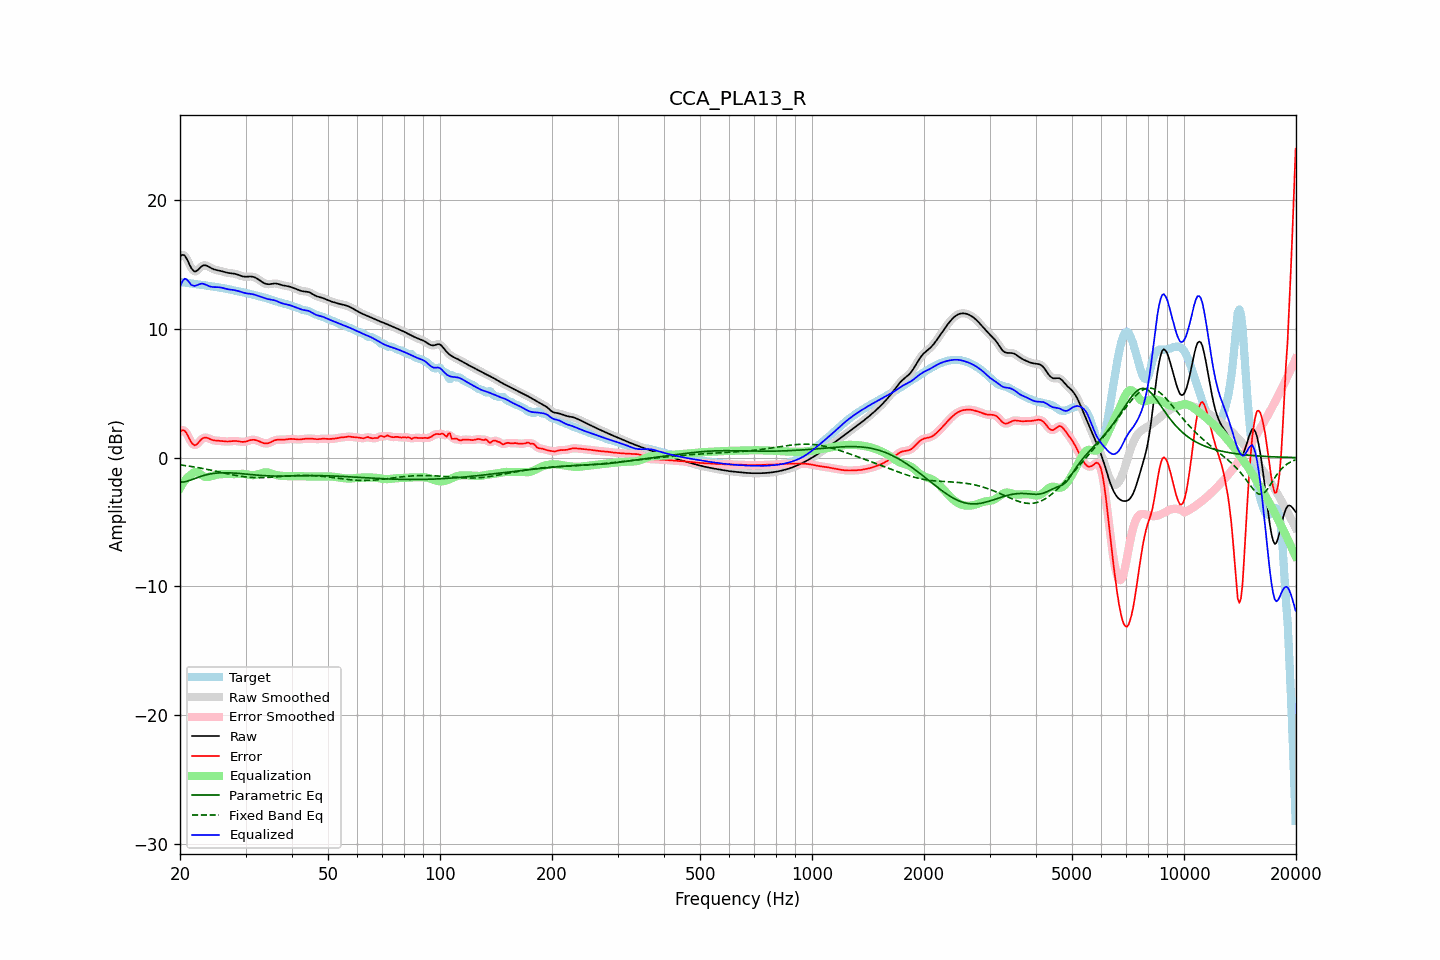 CCA_PLA13_R
Amplitude (dBr)
20
10
0
−10
−20
−30
Target
Raw Smoothed
Error Smoothed
Raw
Error
Equalization
Parametric Eq
Fixed Band Eq
Equalized
20 50 100 200 500 1000 2000 5000 10000 20000
Frequency (Hz)